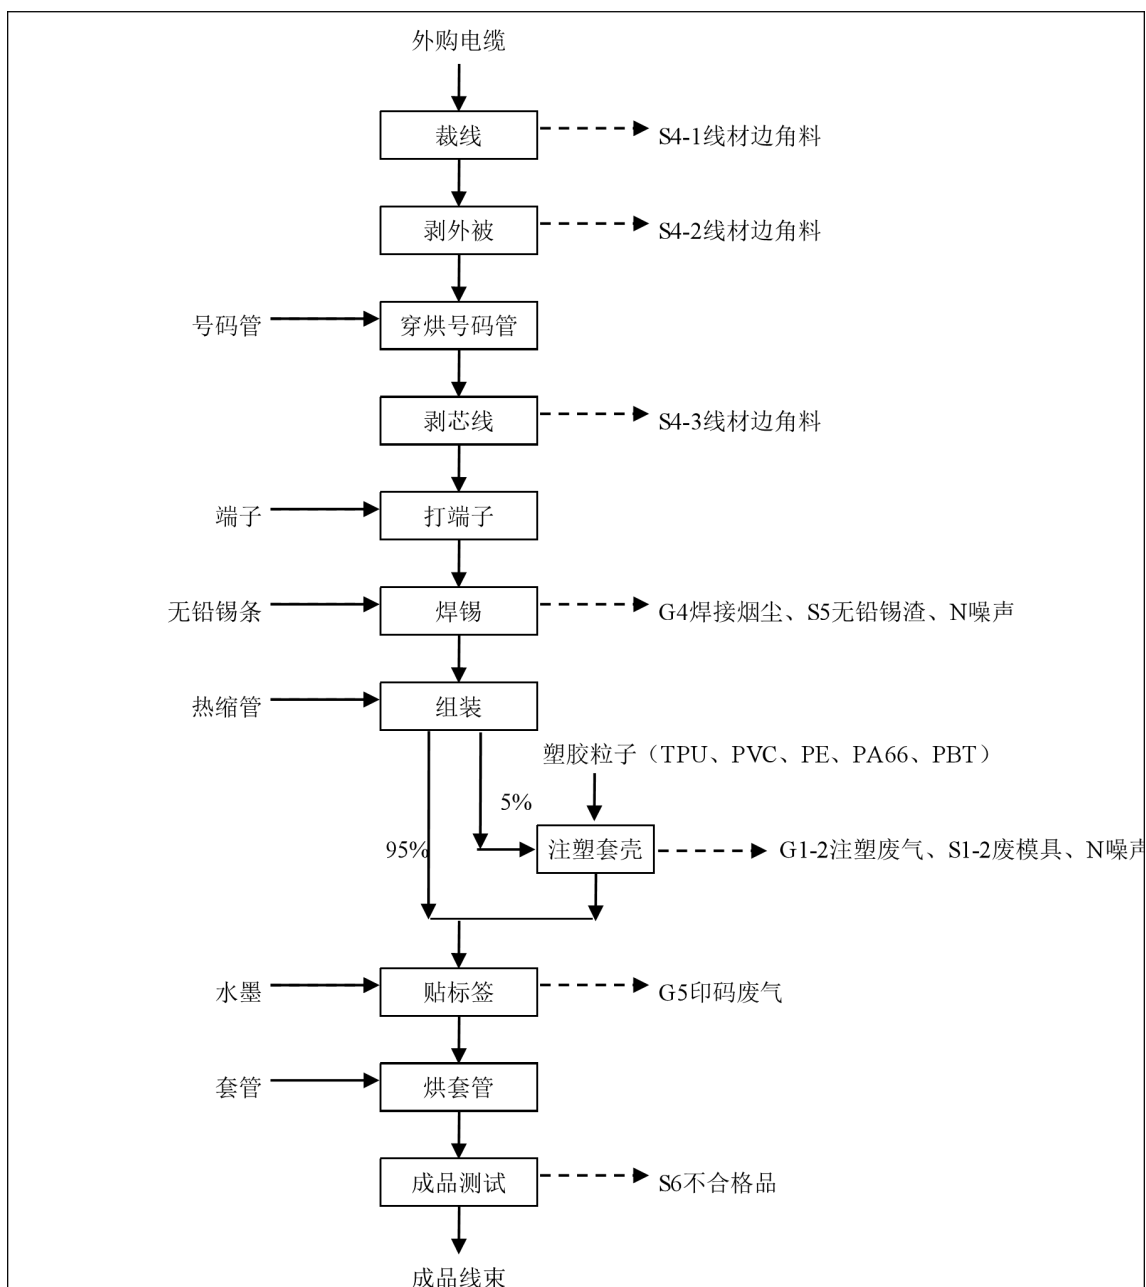 外购电缆
裁线
S4-1线材边角料
剥外被
S4-2线材边角料
号码管
穿烘号码管
剥芯线
S4-3线材边角料
端子
打端子
无铅锡条
焊锡
G4焊接烟尘、S5无铅锡渣、N噪声
热缩管
组装
塑胶粒子（TPU、PVC、PE、PA66、PBT）
5%
95%
注塑套壳
G1-2注塑废气、S1-2废模具、N噪声
水墨
贴标签
G5印码废气
套管
烘套管
成品测试
S6不合格品
成品线束